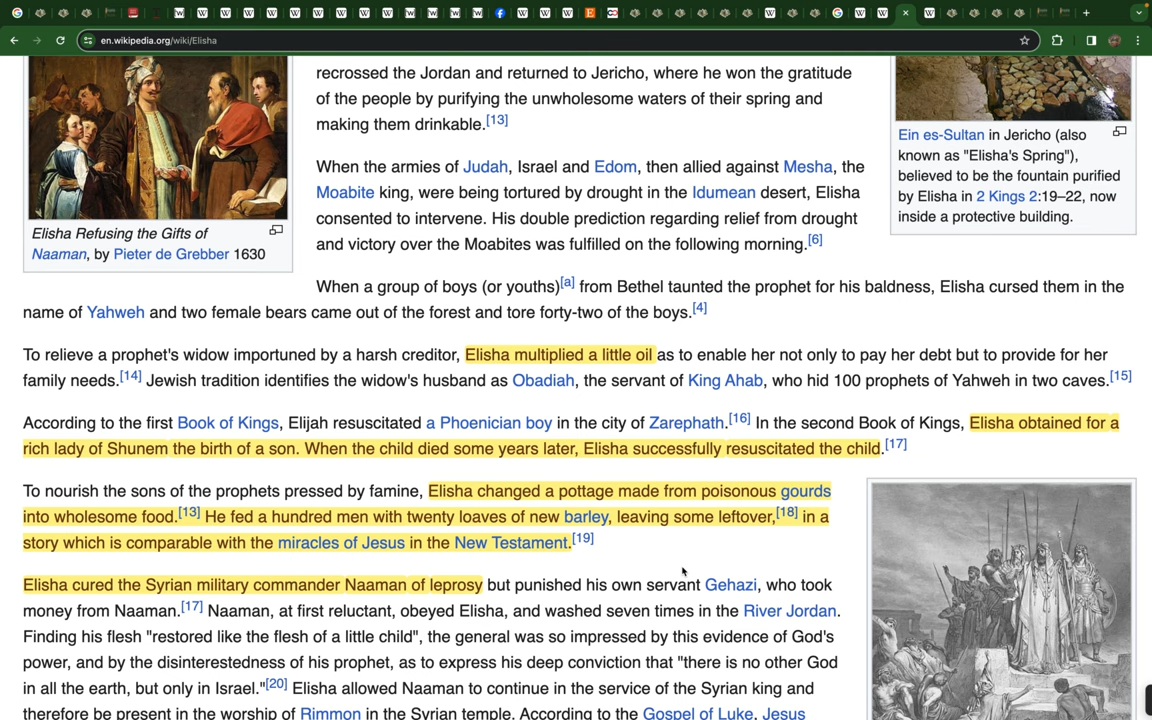 en.wikipedia.org/wiki/Elisha
recrossed the Jordan and returned to Jericho, where he won the gratitude
of the people by purifying the unwholesome waters of their spring and
making them drinkable.[13]
When the armies of Judah, Israel and Edom, then allied against Mesha, the
Moabite king, were being tortured by drought in the Idumean desert, Elisha
consented to intervene. His double prediction regarding relief from drought
and victory over the Moabites was fulfilled on the following morning.[6]
Ein es-Sultan in Jericho (also
known as "Elisha's Spring"),
believed to be the fountain purified
by Elisha in 2 Kings 2:19–22, now
inside a protective building.
Elisha Refusing the Gifts of
Naaman, by Pieter de Grebber 1630
When a group of boys (or youths)[a] from Bethel taunted the prophet for his baldness, Elisha cursed them in the
name of Yahweh and two female bears came out of the forest and tore forty-two of the boys.[4]
To relieve a prophet's widow importuned by a harsh creditor, Elisha multiplied a little oil as to enable her not only to pay her debt but to provide for her
family needs.[14] Jewish tradition identifies the widow's husband as Obadiah, the servant of King Ahab, who hid 100 prophets of Yahweh in two caves.[15]
According to the first Book of Kings, Elijah resuscitated a Phoenician boy in the city of Zarephath.[16] In the second Book of Kings, Elisha obtained for a
rich lady of Shunem the birth of a son. When the child died some years later, Elisha successfully resuscitated the child.[17]
To nourish the sons of the prophets pressed by famine, Elisha changed a pottage made from poisonous gourds
into wholesome food.[13] He fed a hundred men with twenty loaves of new barley, leaving some leftover,[18] in a
story which is comparable with the miracles of Jesus in the New Testament.[19]
Elisha cured the Syrian military commander Naaman of leprosy but punished his own servant Gehazi, who took
money from Naaman.[17] Naaman, at first reluctant, obeyed Elisha, and washed seven times in the River Jordan.
Finding his flesh "restored like the flesh of a little child", the general was so impressed by this evidence of God's
power, and by the disinterestedness of his prophet, as to express his deep conviction that "there is no other God
in all the earth, but only in Israel."[20] Elisha allowed Naaman to continue in the service of the Syrian king and
therefore be present in the worship of Rimmon in the Syrian temple. According to the Gospel of Luke, Jesus